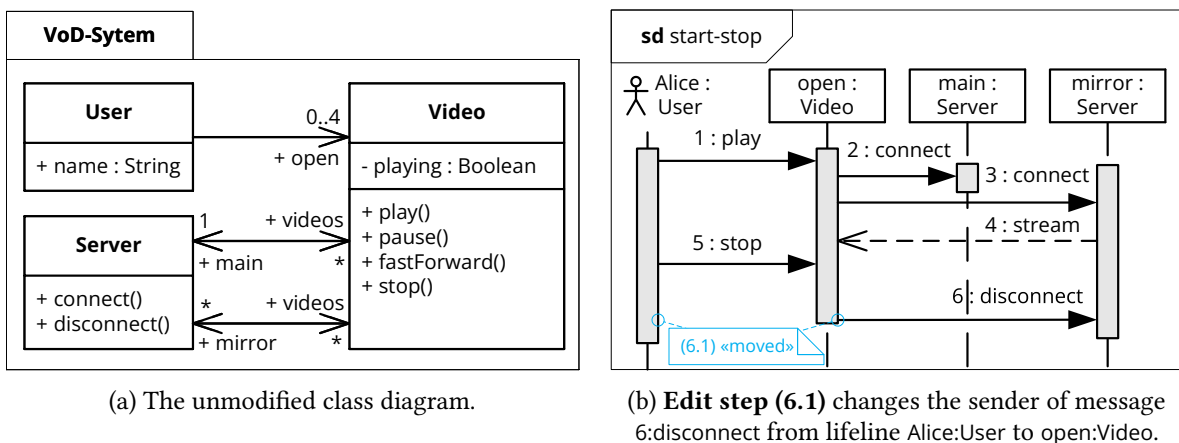 VoD-Sytem
User
+ name : String
0..4
+ open
Video
- playing : Boolean
+ play()
+ pause()
+ fastForward()
+ stop()
Server
+ connect()
+ disconnect()
1
+ main
+ videos
*
*
+ mirror
+ videos
*
(a) The unmodified class diagram.
sd start-stop
Alice :
User
open :
Video
main :
Server
mirror :
Server
1 : play
2 : connect
3 : connect
4 : stream
5 : stop
6 : disconnect
(6.1) «moved»
(b) Edit step (6.1) changes the sender of message
6:disconnect from lifeline Alice:User to open:Video.